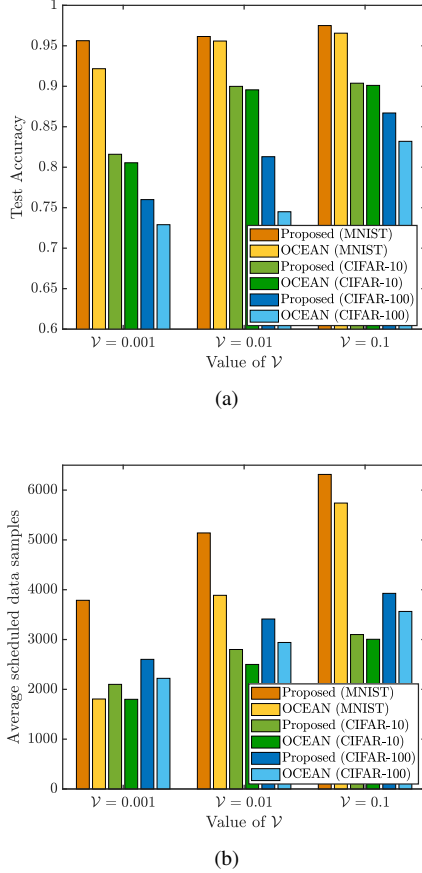 1
0.95
0.9
0.85
0.8
0.75
0.7
0.65
0.6
Test Accuracy
Proposed (MNIST)
OCEAN (MNIST)
Proposed (CIFAR-10)
OCEAN (CIFAR-10)
Proposed (CIFAR-100)
OCEAN (CIFAR-100)
𝒱 = 0.001 𝒱 = 0.01 𝒱 = 0.1
Value of 𝒱
(a)
6000
5000
4000
3000
2000
1000
0
Average scheduled data samples
Proposed (MNIST)
OCEAN (MNIST)
Proposed (CIFAR-10)
OCEAN (CIFAR-10)
Proposed (CIFAR-100)
OCEAN (CIFAR-100)
𝒱 = 0.001 𝒱 = 0.01 𝒱 = 0.1
Value of 𝒱
(b)